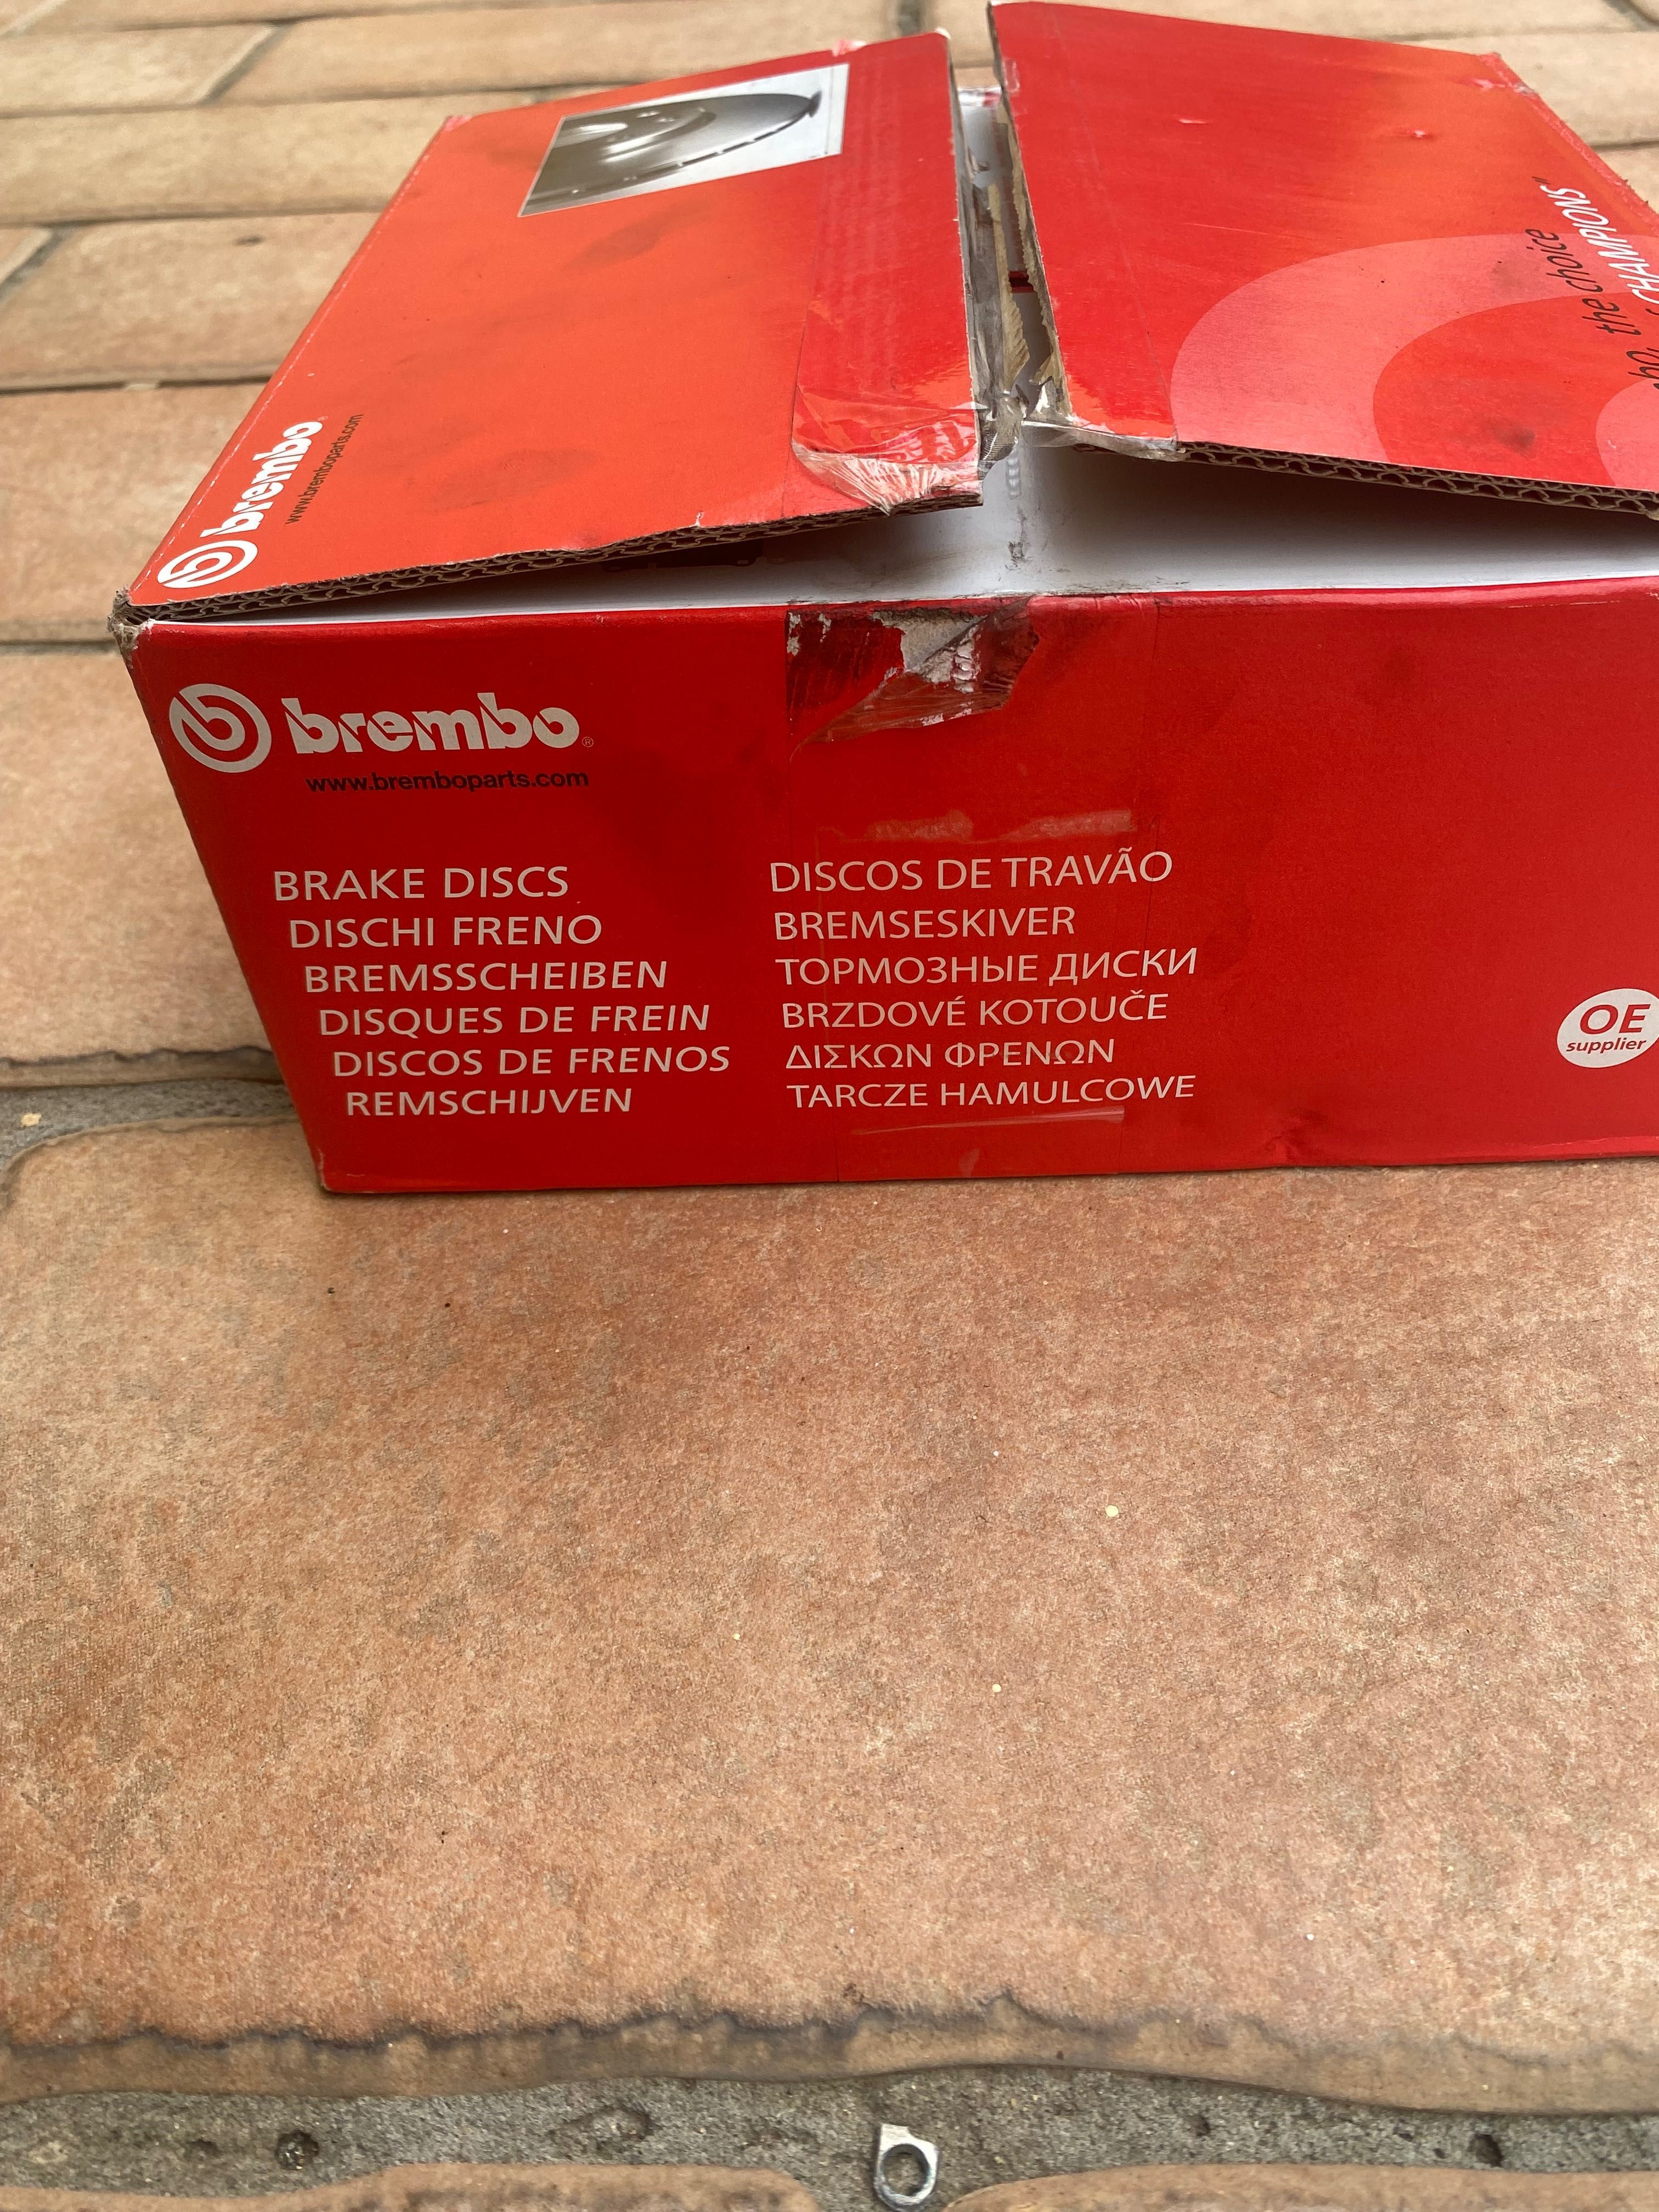 brembo
www.bremboparts.com
the choice
CHAMPIONS"
brembo®
www.bremboparts.com
BRAKE DISCS
DISCHI FRENO
BREMSSCHEIBEN
DISQUES DE FREIN
DISCOS DE FRENOS
REMSCHIJVEN
DISCOS DE TRAVÃO
BREMSESKIVER
ТОРМОЗНЫЕ ДИСКИ
BRZDOVÉ KOTOUČE
ΔΙΣΚΩΝ ΦΡΕΝΩΝ
TARCZE HAMULCOWE
OE
supplier